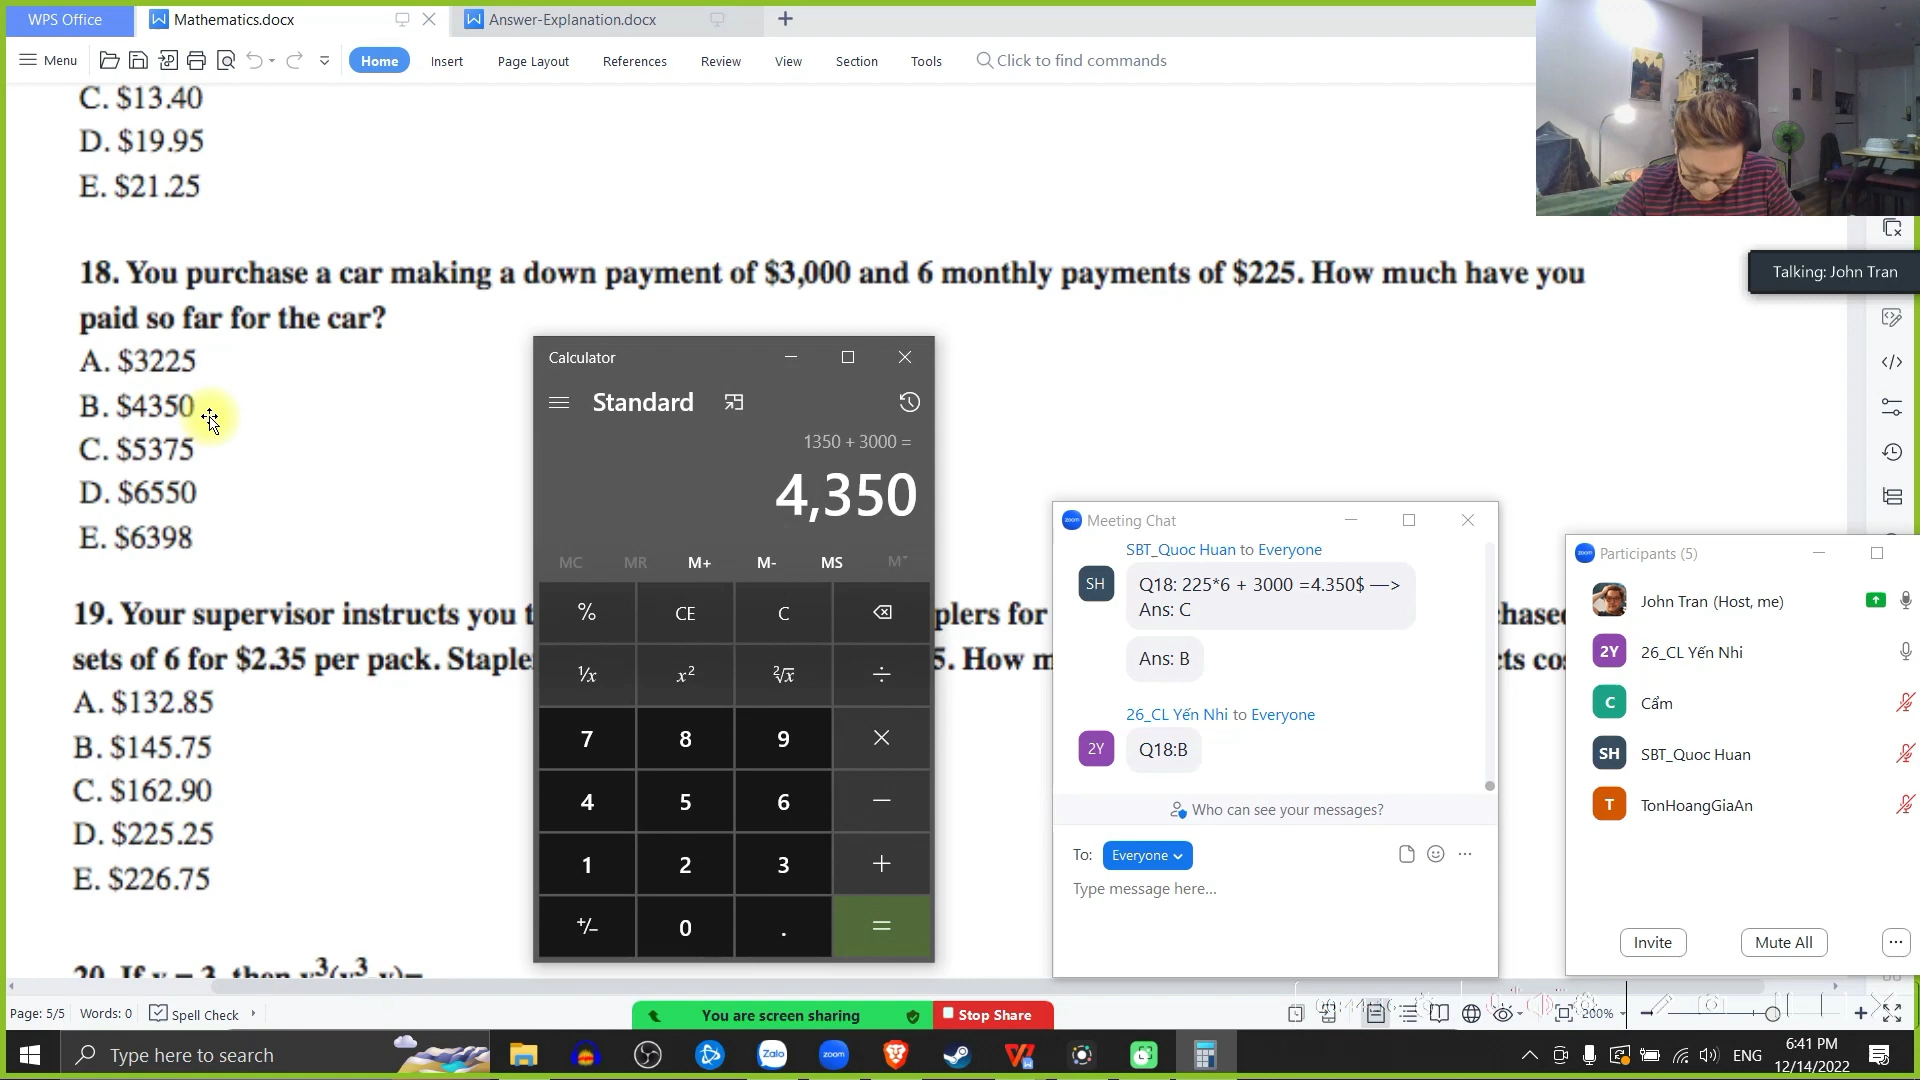 WPS Office
Mathematics.docx
Answer-Explanation.docx
Menu
Home
Insert
Page Layout
References
Review
View
Section
Tools
Click to find commands
C. $13.40
D. $19.95
E. $21.25
18. You purchase a car making a down payment of $3,000 and 6 monthly payments of $225. How much have you
paid so far for the car?
A. $3225
B. $4350
C. $5375
D. $6550
E. $6398
19. Your supervisor instructs you t
plers for
hased
sets of 6 for $2.35 per pack. Staple
5. How m
ts co
A. $132.85
B. $145.75
C. $162.90
D. $225.25
E. $226.75
20. If y = 3, then y3(y3-y)=
Calculator
Standard
1350 + 3000 =
4,350
MC MR M+ M- MS M
% CE C
1/x x2 2√x ÷
7 8 9 ×
4 5 6 −
1 2 3 +
+/- 0 . =
Talking: John Tran
Meeting Chat
SBT_Quoc Huan to Everyone
SH
Q18: 225*6 + 3000 =4.350$ —>
Ans: C
Ans: B
26_CL Yến Nhi to Everyone
2Y
Q18:B
Who can see your messages?
To: Everyone
Type message here...
Participants (5)
John Tran (Host, me)
2Y 26_CL Yến Nhi
C Cẩm
SH SBT_Quoc Huan
T TonHoangGiaAn
Invite
Mute All
Page: 5/5
Words: 0
Spell Check
You are screen sharing
Stop Share
200%
Type here to search
Zalo
zoom
ENG
6:41 PM
12/14/2022